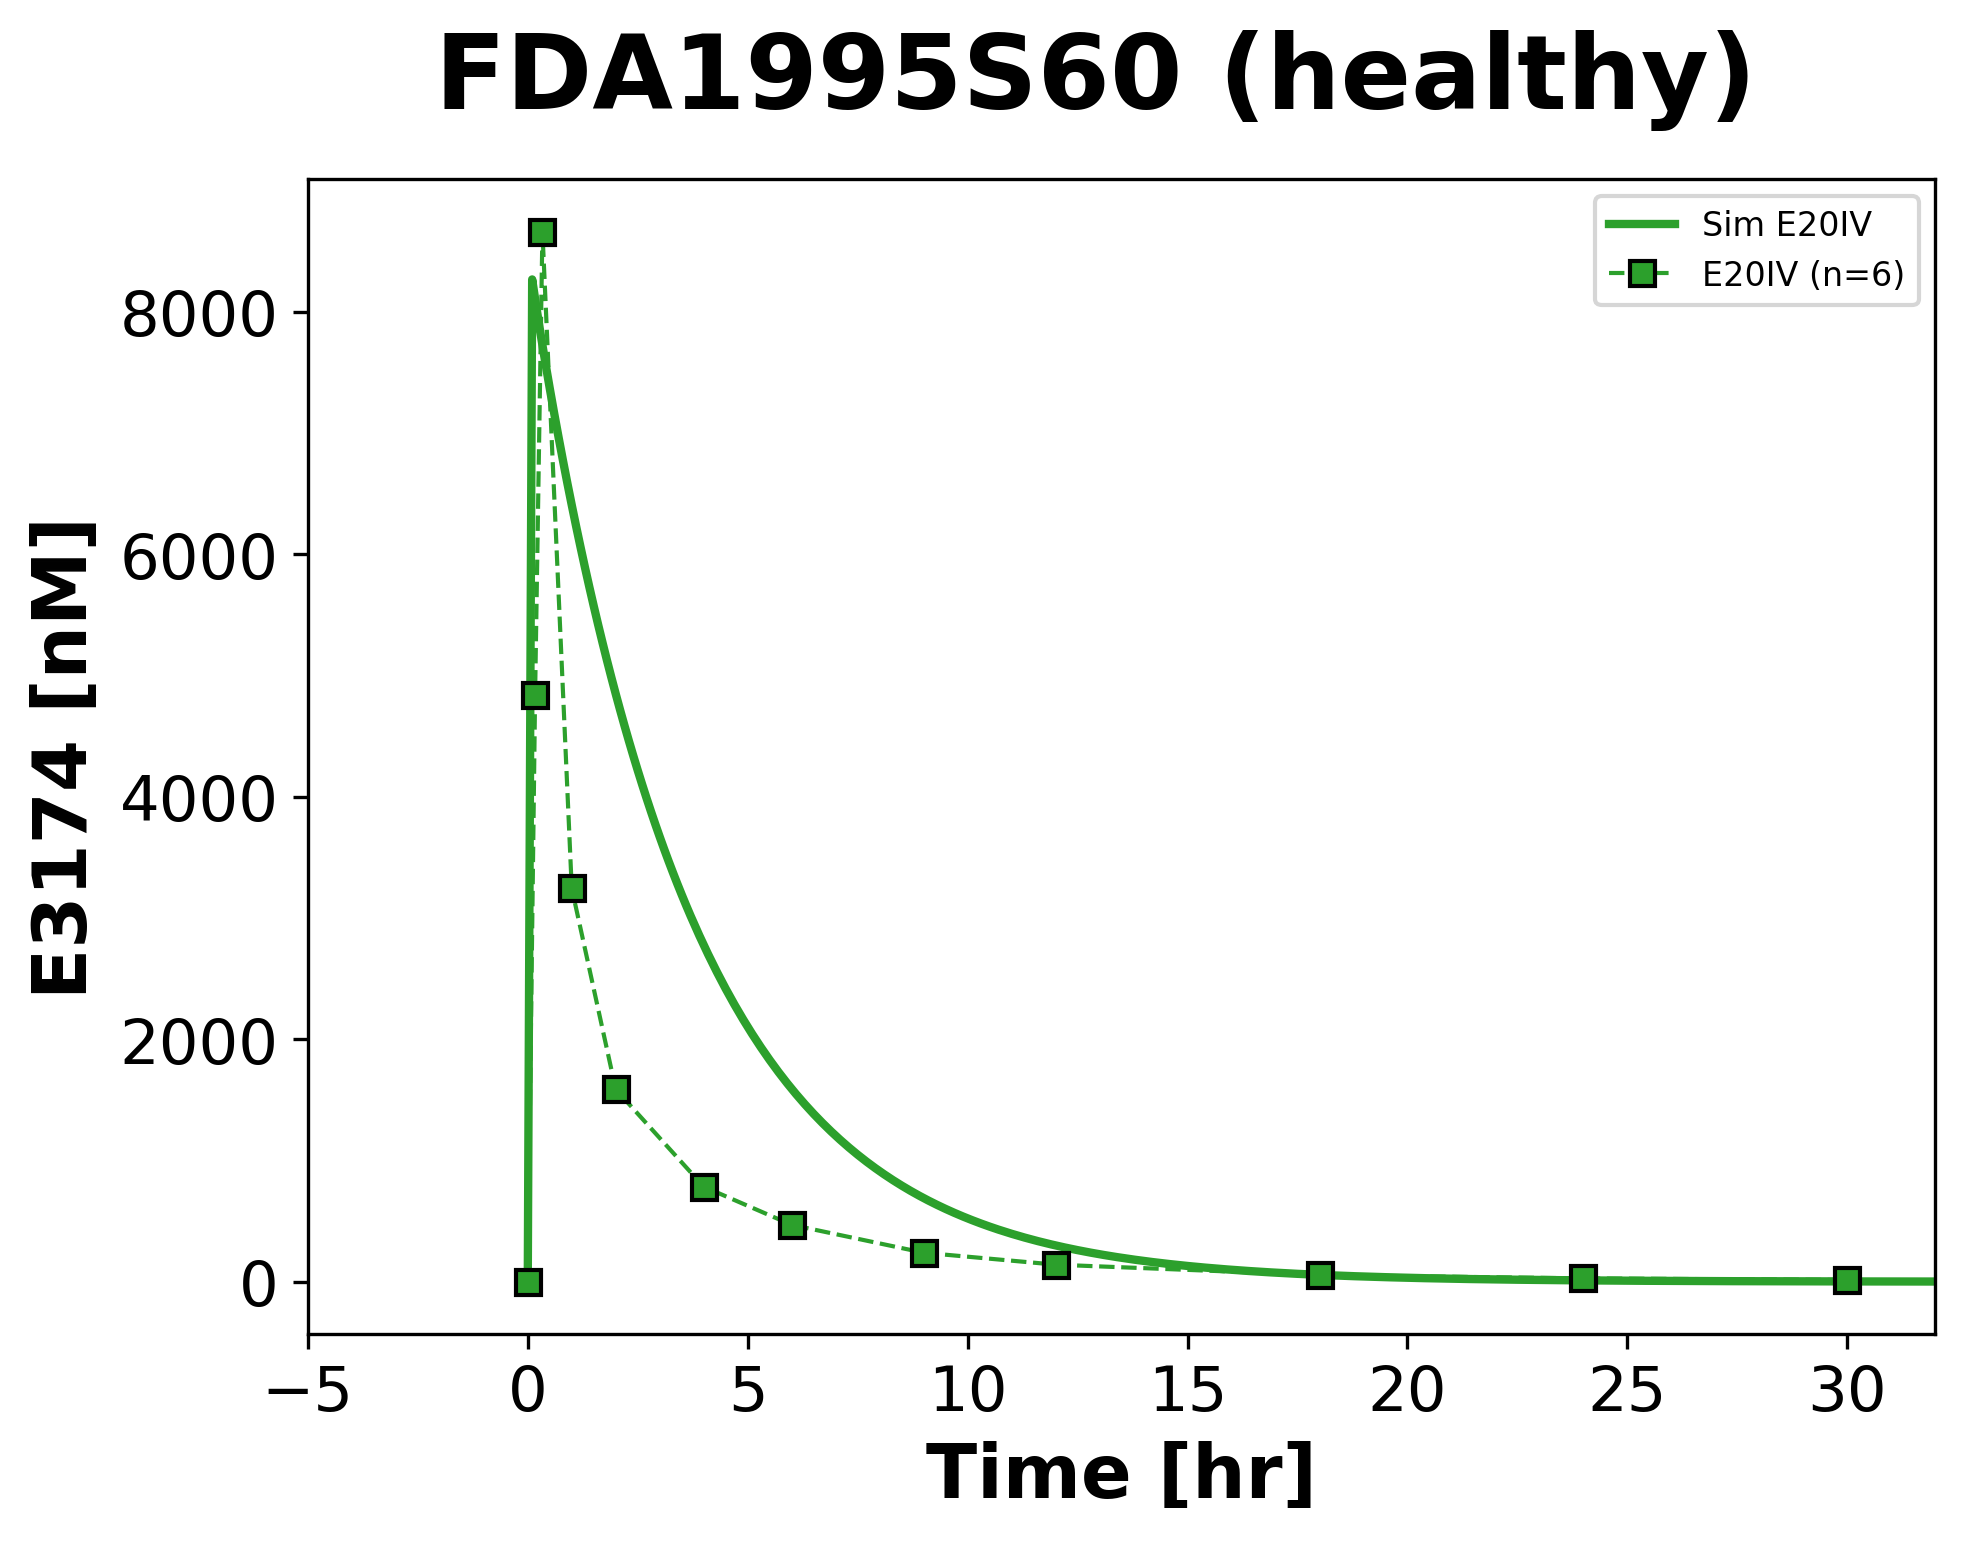 FDA1995S60 (healthy)
Sim E20IV
E20IV (n=6)
E3174 [nM]
8000
6000
4000
2000
0
−5 0 5 10 15 20 25 30
Time [hr]